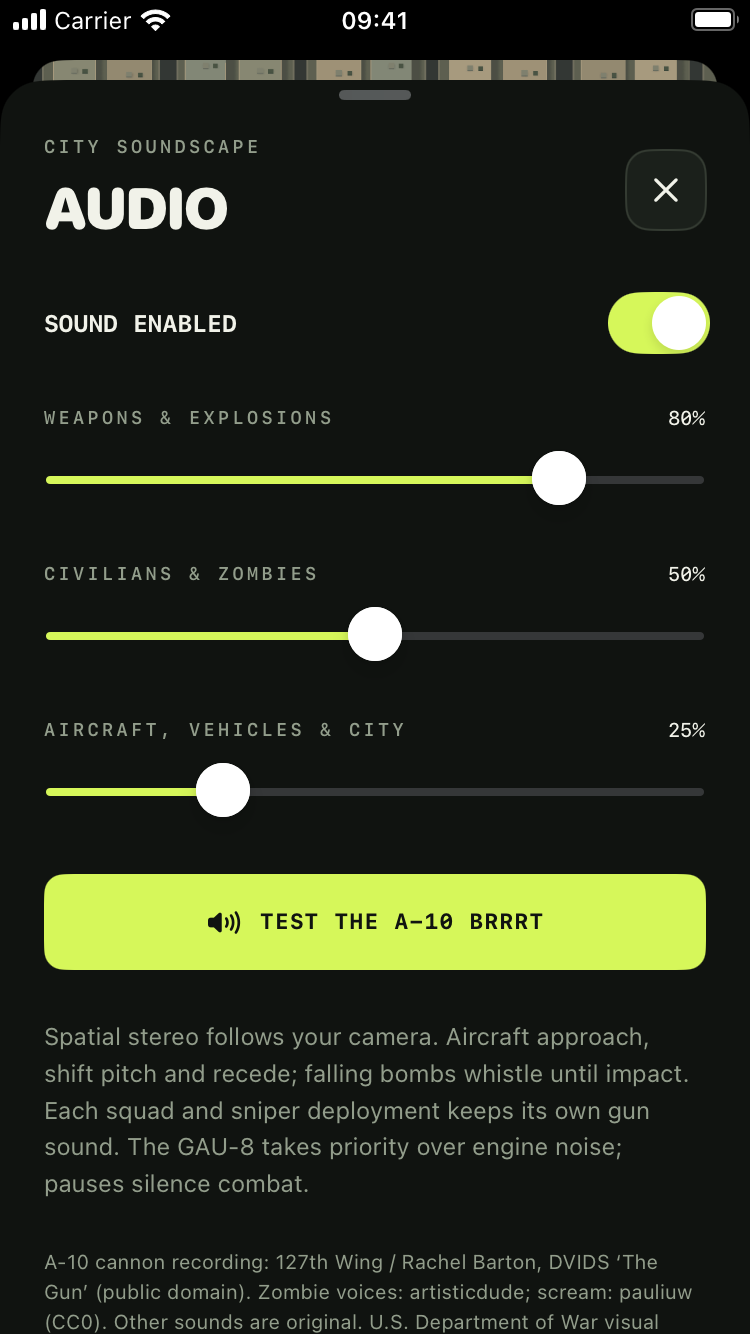 Carrier 09:41
CITY SOUNDSCAPE
AUDIO
SOUND ENABLED
WEAPONS & EXPLOSIONS 80%
CIVILIANS & ZOMBIES 50%
AIRCRAFT, VEHICLES & CITY 25%
TEST THE A–10 BRRRT
Spatial stereo follows your camera. Aircraft approach,
shift pitch and recede; falling bombs whistle until impact.
Each squad and sniper deployment keeps its own gun
sound. The GAU-8 takes priority over engine noise;
pauses silence combat.
A-10 cannon recording: 127th Wing / Rachel Barton, DVIDS ‘The
Gun’ (public domain). Zombie voices: artisticdude; scream: pauliuw
(CC0). Other sounds are original. U.S. Department of War visual